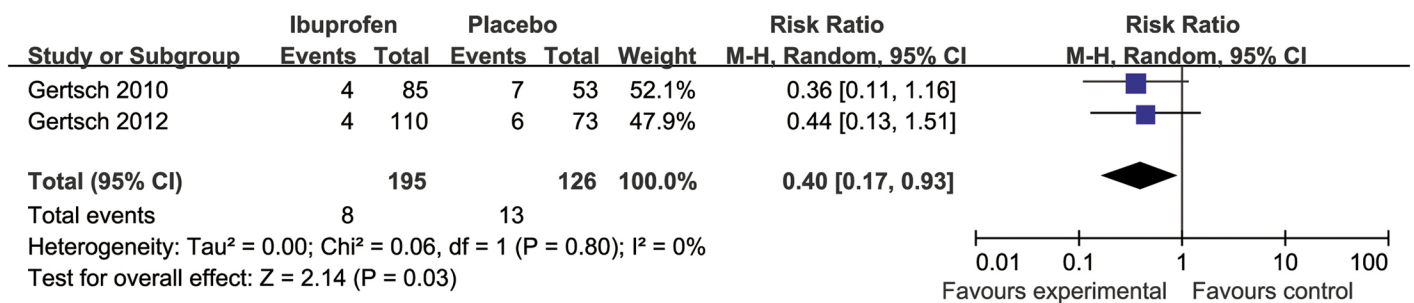 Ibuprofen Placebo Risk Ratio Risk Ratio
Study or Subgroup Events Total Events Total Weight M-H, Random, 95% CI M-H, Random, 95% CI
Gertsch 2010 4 85 7 53 52.1% 0.36 [0.11, 1.16]
Gertsch 2012 4 110 6 73 47.9% 0.44 [0.13, 1.51]
Total (95% CI) 195 126 100.0% 0.40 [0.17, 0.93]
Total events 8 13
Heterogeneity: Tau² = 0.00; Chi² = 0.06, df = 1 (P = 0.80); I² = 0%
Test for overall effect: Z = 2.14 (P = 0.03)
0.01 0.1 1 10 100
Favours experimental Favours control